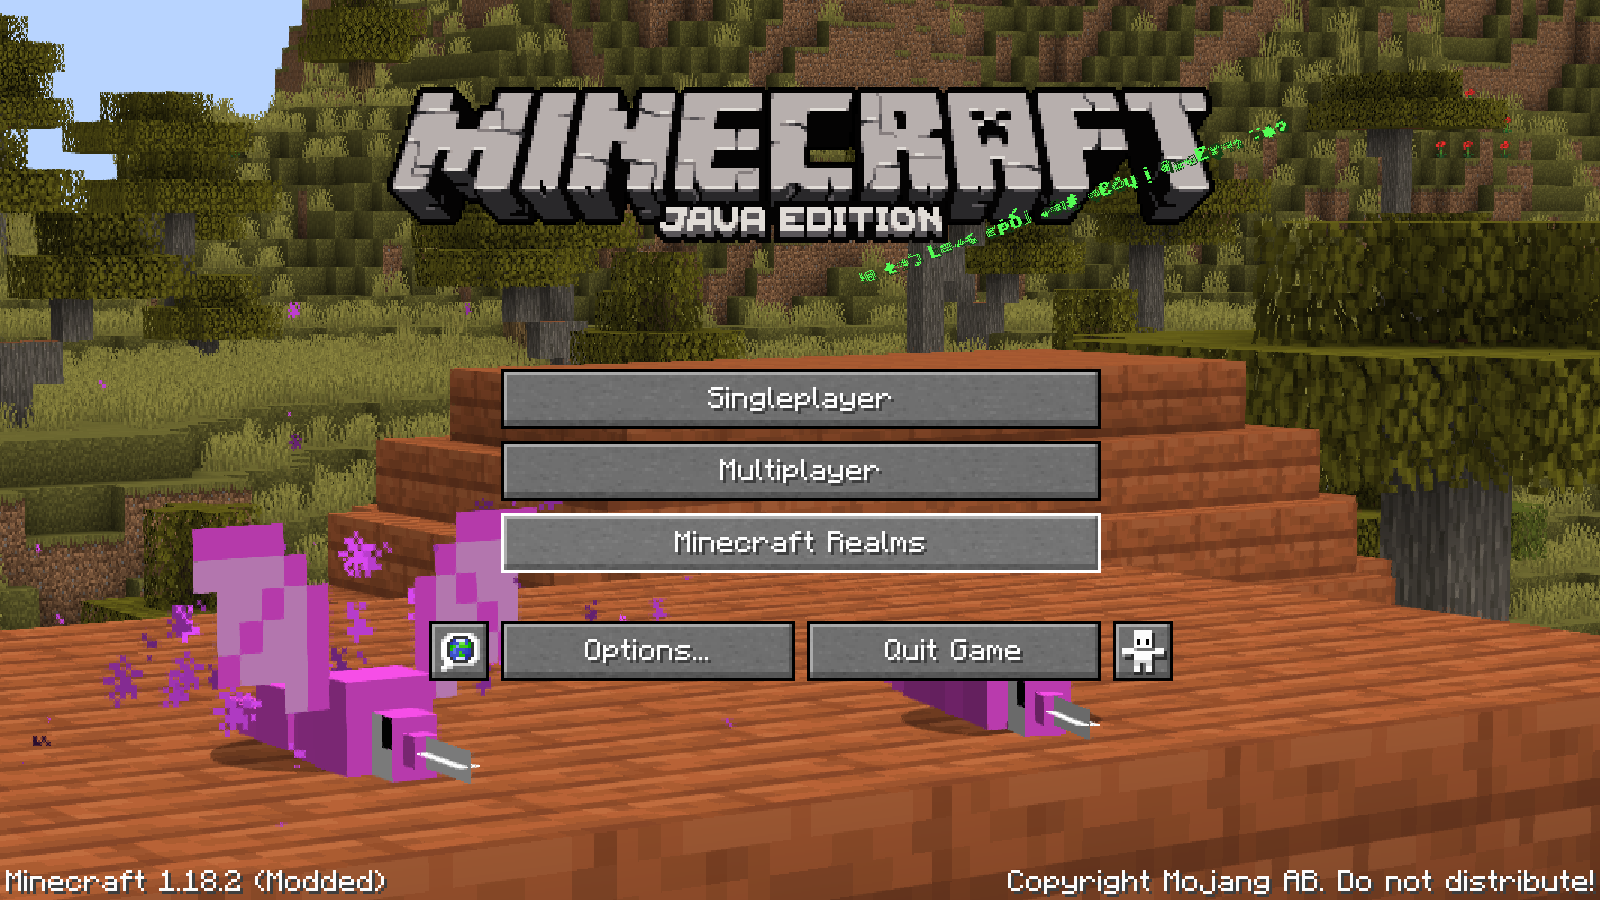 MINECRAFT
JAVA EDITION
Singleplayer
Multiplayer
Minecraft Realms
Options...
Quit Game
Minecraft 1.18.2 (Modded)
Copyright Mojang AB. Do not distribute!